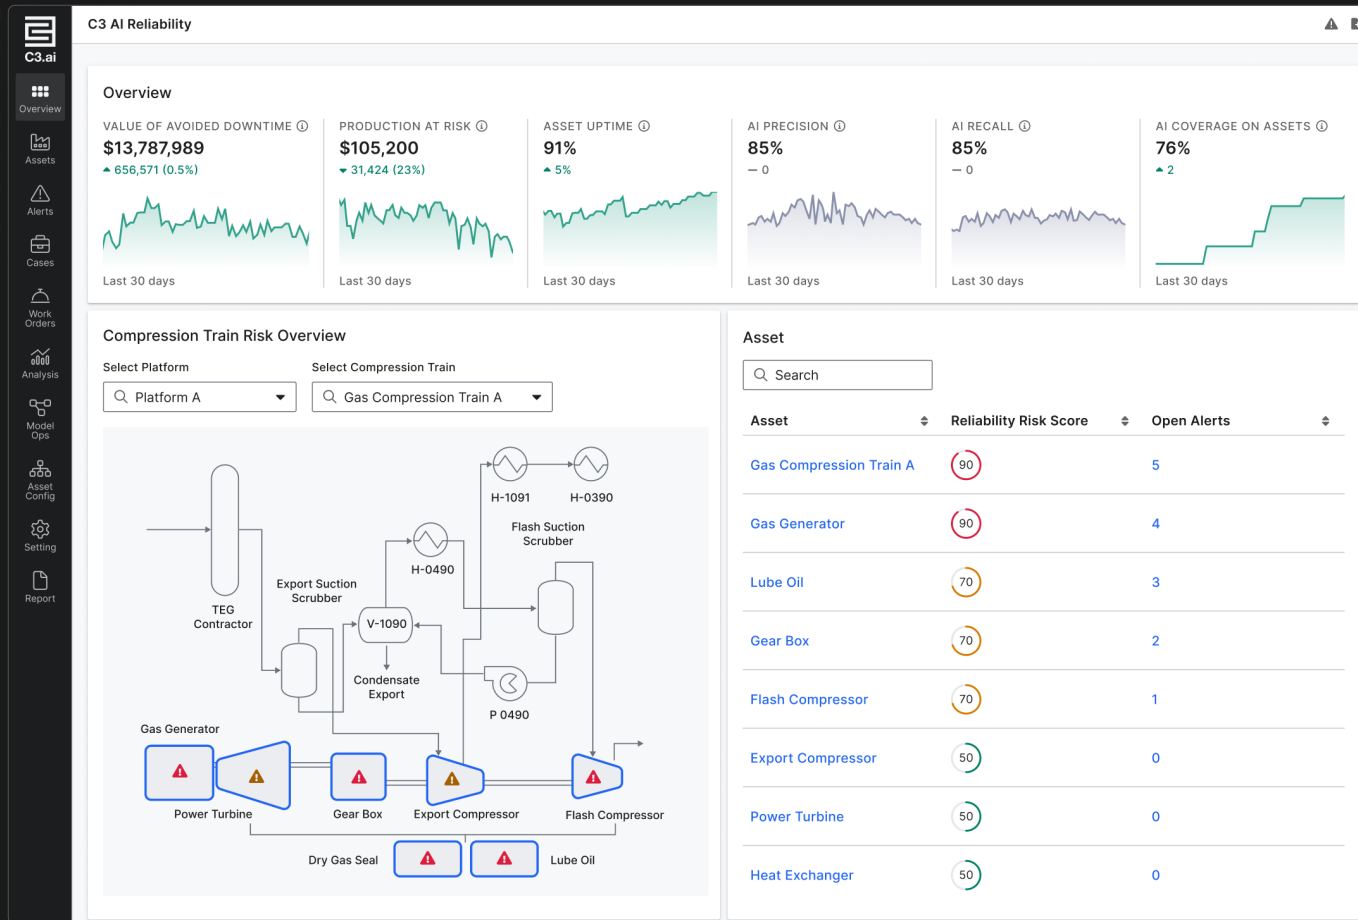 C3.ai
Overview
Assets
Alerts
Cases
Work
Orders
Analysis
Model
Ops
Asset
Config
Setting
Report
C3 AI Reliability
Overview
VALUE OF AVOIDED DOWNTIME
$13,787,989
656,571 (0.5%)
Last 30 days
PRODUCTION AT RISK
$105,200
31,424 (23%)
Last 30 days
ASSET UPTIME
91%
5%
Last 30 days
AI PRECISION
85%
— 0
Last 30 days
AI RECALL
85%
— 0
Last 30 days
AI COVERAGE ON ASSETS
76%
2
Last 30 days
Compression Train Risk Overview
Select Platform
Platform A
Select Compression Train
Gas Compression Train A
H-1091
H-0390
Flash Suction
Scrubber
H-0490
Export Suction
Scrubber
TEG
Contractor
V-1090
Condensate
Export
P 0490
Gas Generator
Power Turbine
Gear Box
Export Compressor
Flash Compressor
Dry Gas Seal
Lube Oil
Asset
Search
Asset Reliability Risk Score Open Alerts
Gas Compression Train A 90 5
Gas Generator 90 4
Lube Oil 70 3
Gear Box 70 2
Flash Compressor 70 1
Export Compressor 50 0
Power Turbine 50 0
Heat Exchanger 50 0